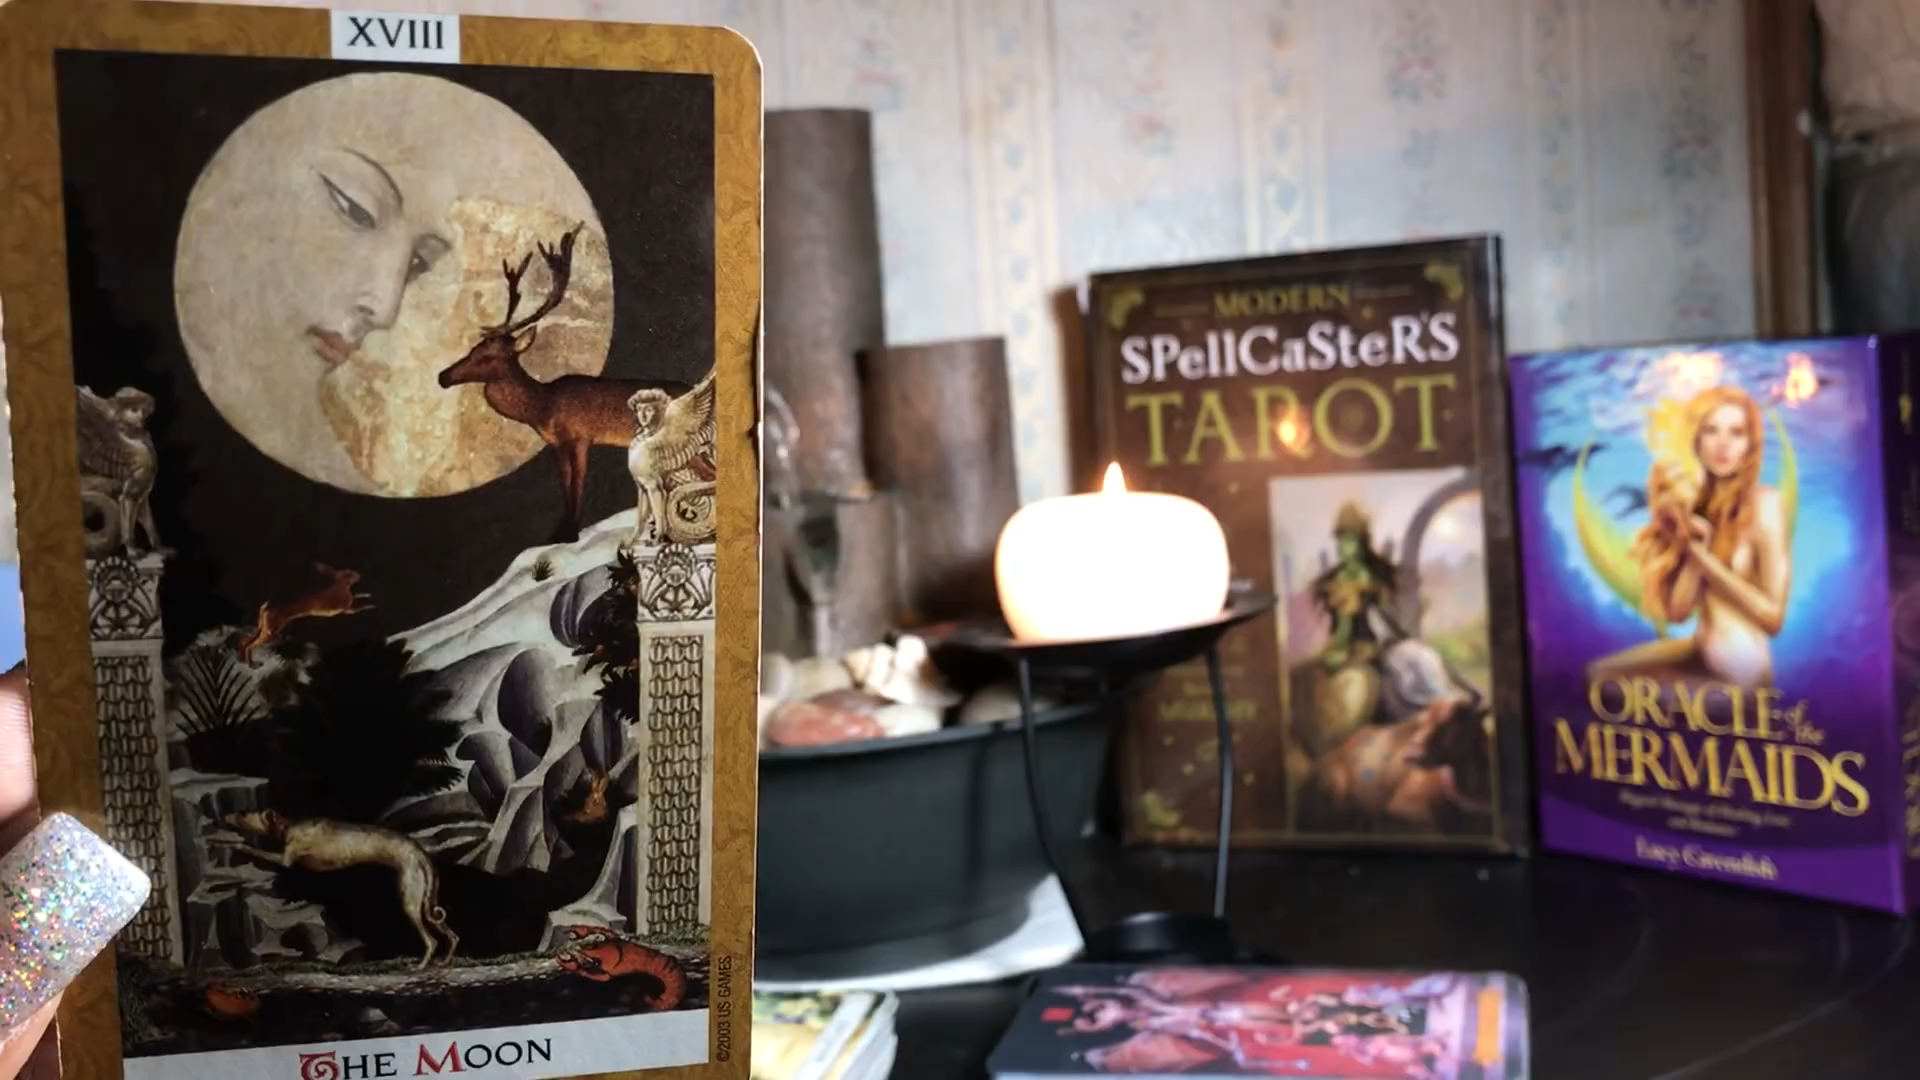 XVIII
THE MOON
©2003 US GAMES
MODERN
SPellCaSteR'S
TAROT
ORACLE of the
MERMAIDS
Lucy Cavendish